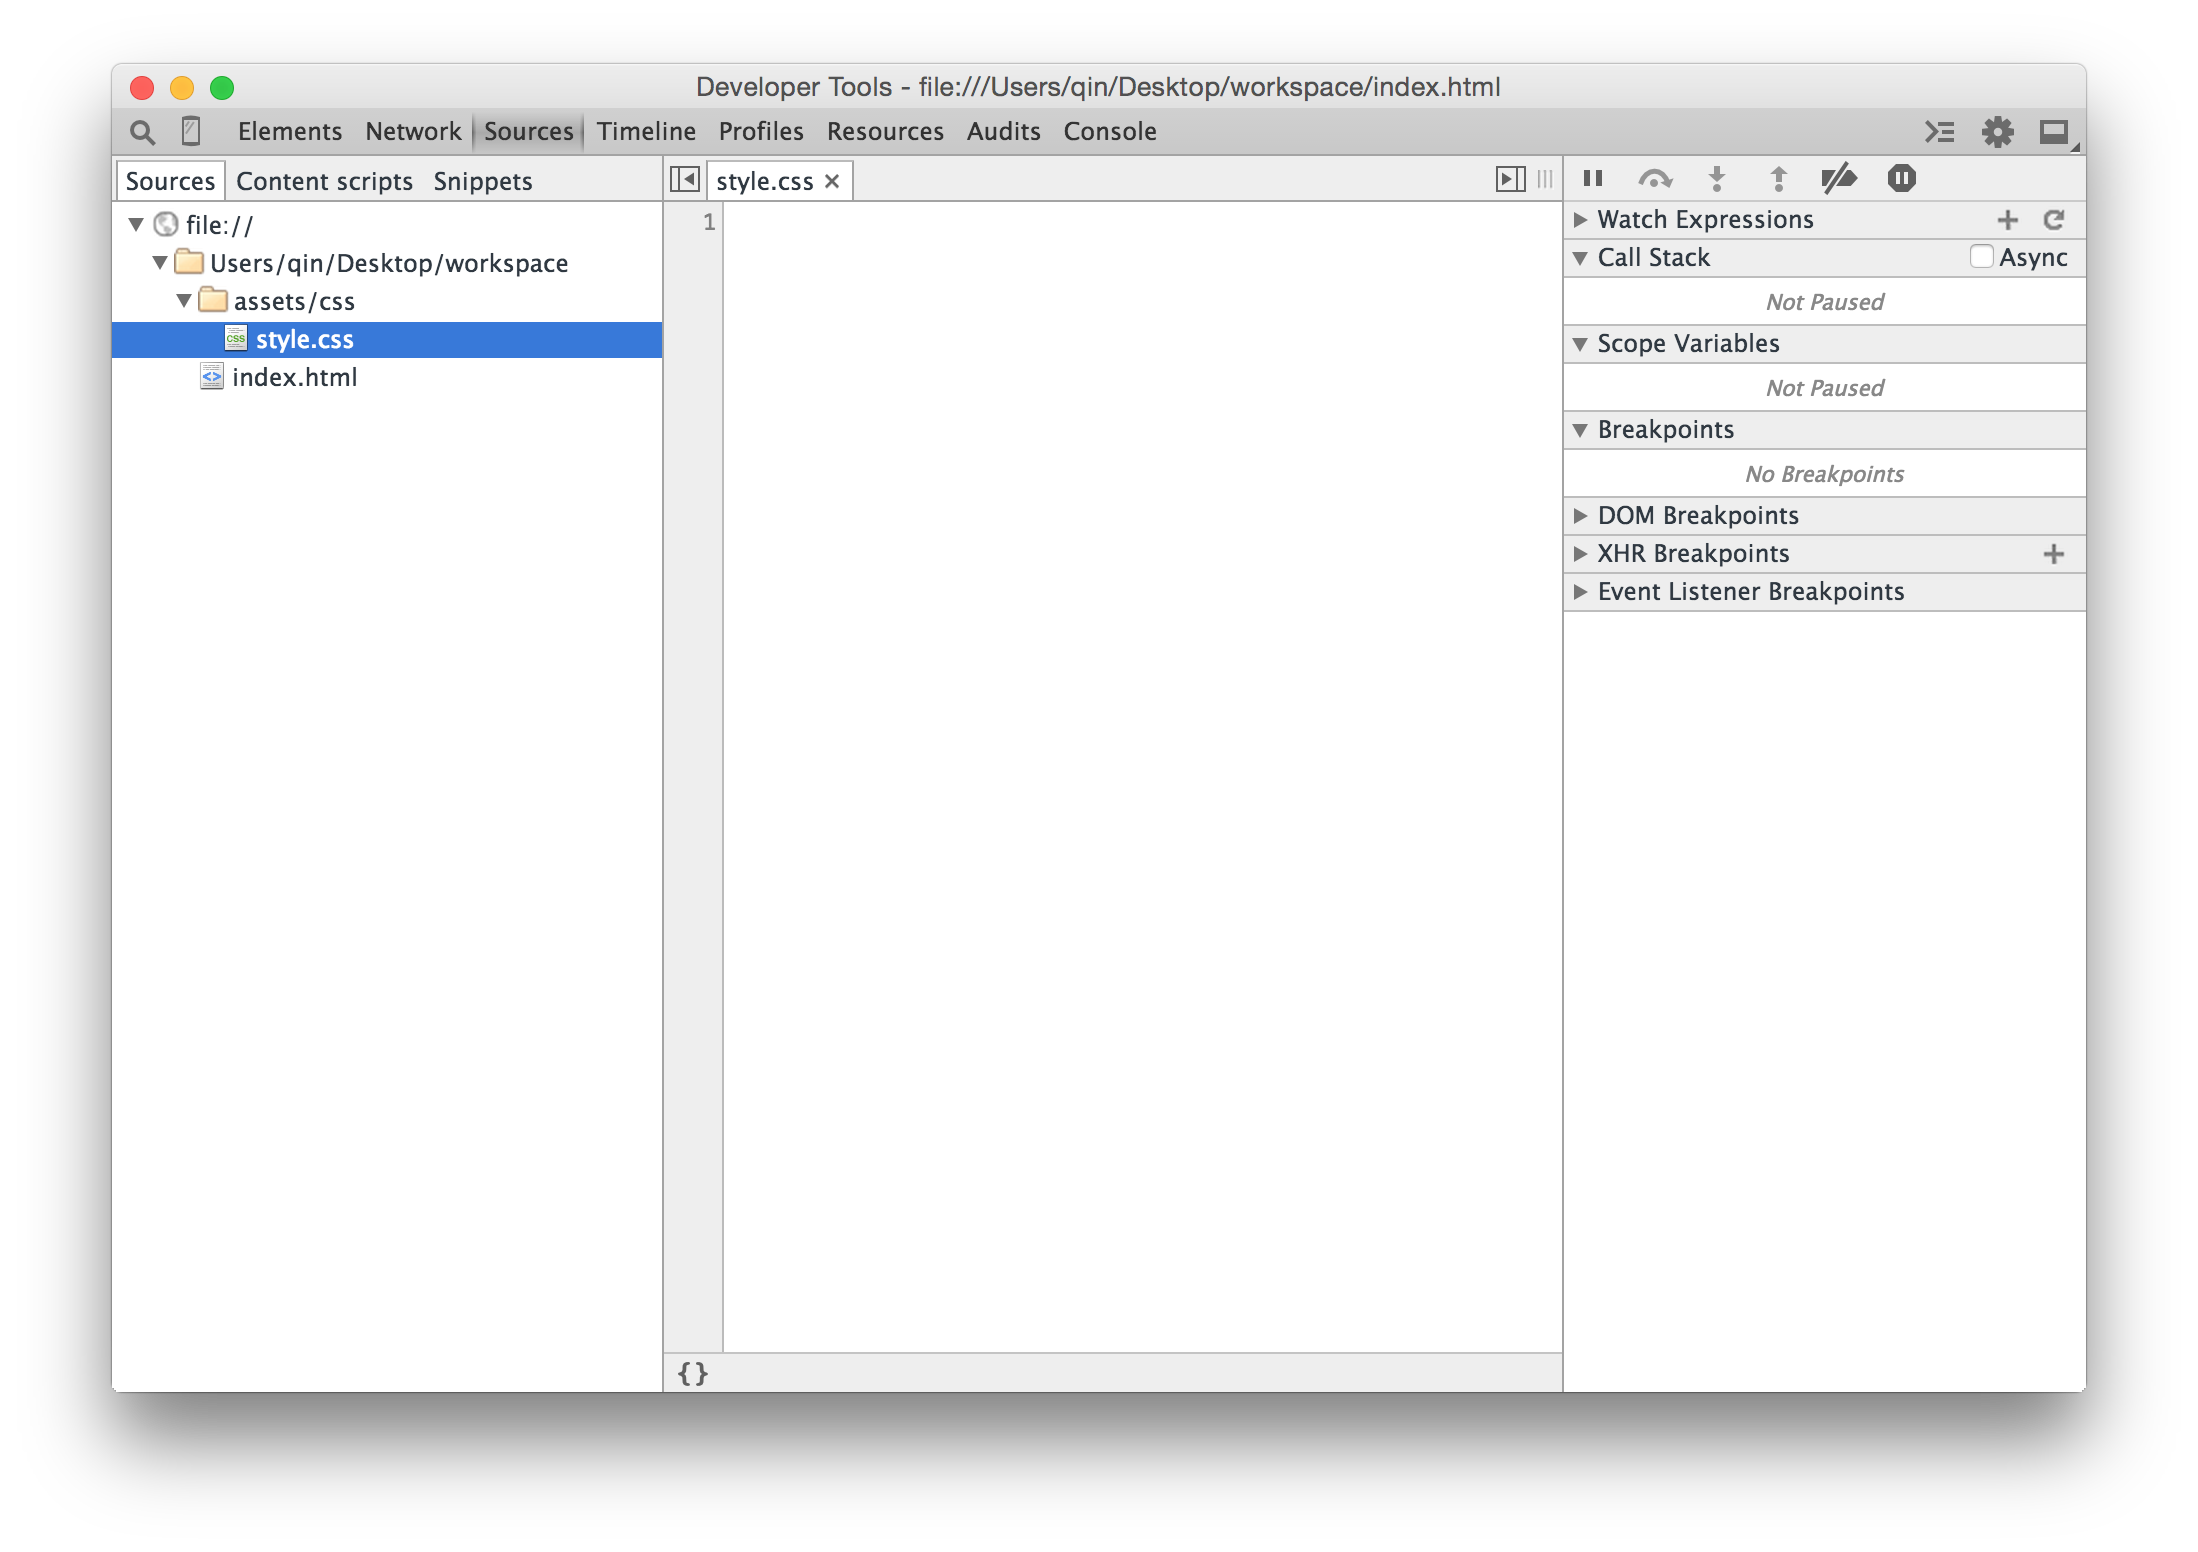 Developer Tools - file:///Users/qin/Desktop/workspace/index.html
Elements Network Sources Timeline Profiles Resources Audits Console
Sources Content scripts Snippets
file://
Users/qin/Desktop/workspace
assets/css
CSS style.css
<> index.html
style.css ×
1
{}
Watch Expressions +
Call Stack Async
Not Paused
Scope Variables
Not Paused
Breakpoints
No Breakpoints
DOM Breakpoints
XHR Breakpoints +
Event Listener Breakpoints